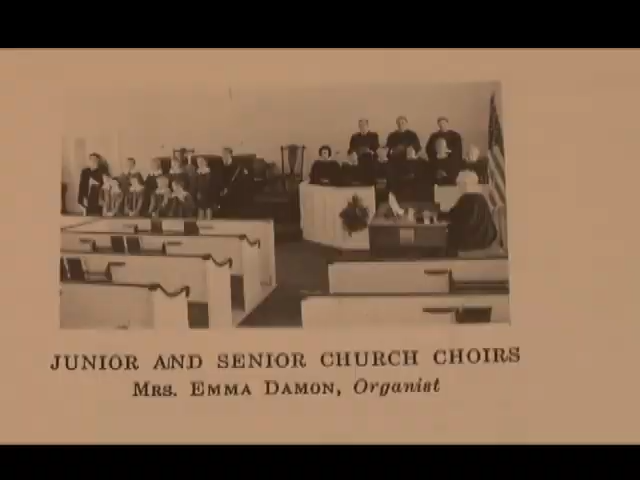 JUNIOR AND SENIOR CHURCH CHOIRS
MRS. EMMA DAMON, Organist